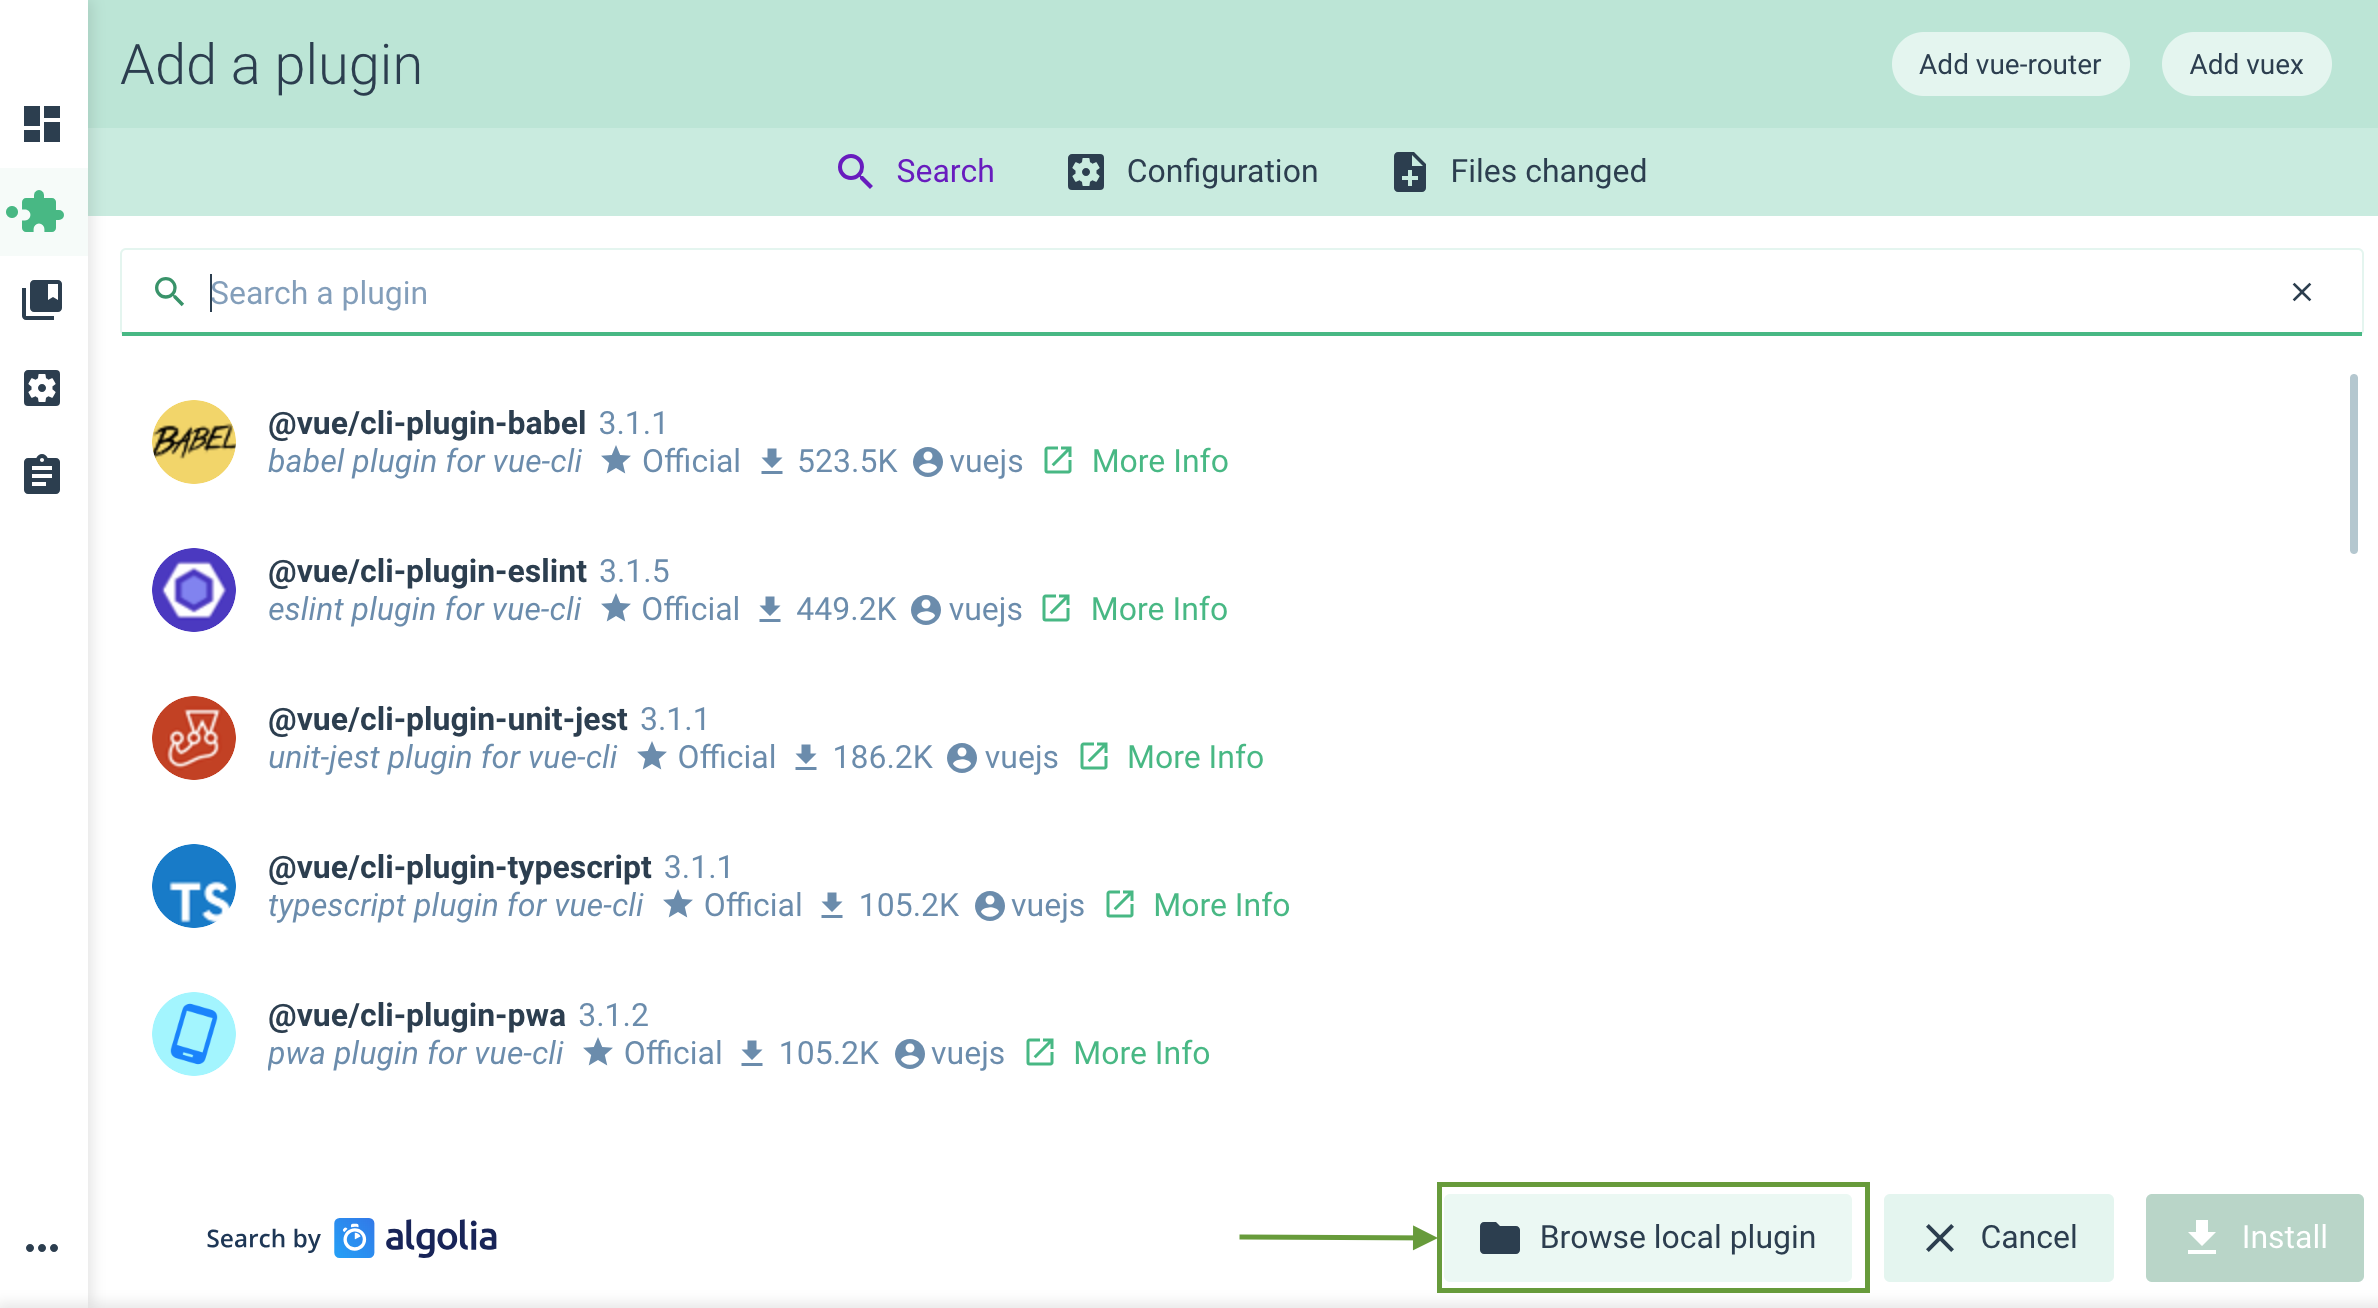 Add a plugin
Add vue-router
Add vuex
Search
Configuration
Files changed
Search a plugin
BABEL
@vue/cli-plugin-babel 3.1.1
babel plugin for vue-cli Official 523.5K vuejs More Info
@vue/cli-plugin-eslint 3.1.5
eslint plugin for vue-cli Official 449.2K vuejs More Info
@vue/cli-plugin-unit-jest 3.1.1
unit-jest plugin for vue-cli Official 186.2K vuejs More Info
TS
@vue/cli-plugin-typescript 3.1.1
typescript plugin for vue-cli Official 105.2K vuejs More Info
@vue/cli-plugin-pwa 3.1.2
pwa plugin for vue-cli Official 105.2K vuejs More Info
Search by algolia
Browse local plugin
Cancel
Install